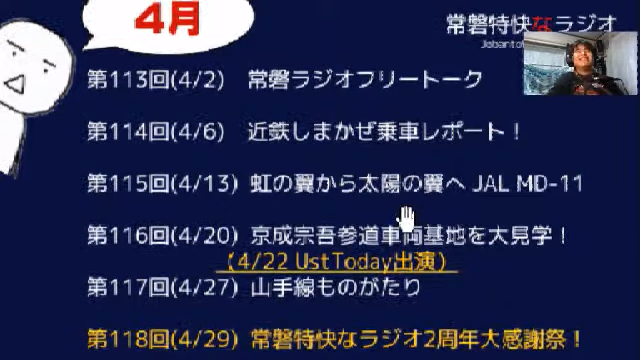 4月
常磐特快なラジオ
第113回(4/2) 常磐ラジオフリートーク
第114回(4/6) 近鉄しまかぜ乗車レポート！
第115回(4/13) 虹の翼から太陽の翼へ JAL MD-11
第116回(4/20) 京成宗吾参道車両基地を大見学！
（4/22 UstToday出演）
第117回(4/27) 山手線ものがたり
第118回(4/29) 常磐特快なラジオ2周年大感謝祭！